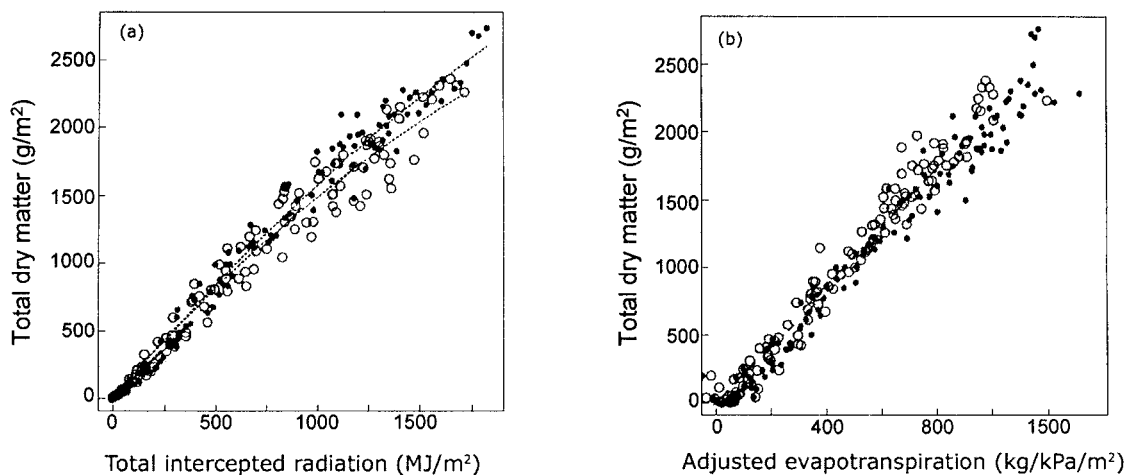 (a)
2500
2000
1500
1000
500
0
0 500 1000 1500
Total dry matter (g/m²)
Total intercepted radiation (MJ/m²)
(b)
2500
2000
1500
1000
500
0
0 400 800 1500
Total dry matter (g/m²)
Adjusted evapotranspiration (kg/kPa/m²)